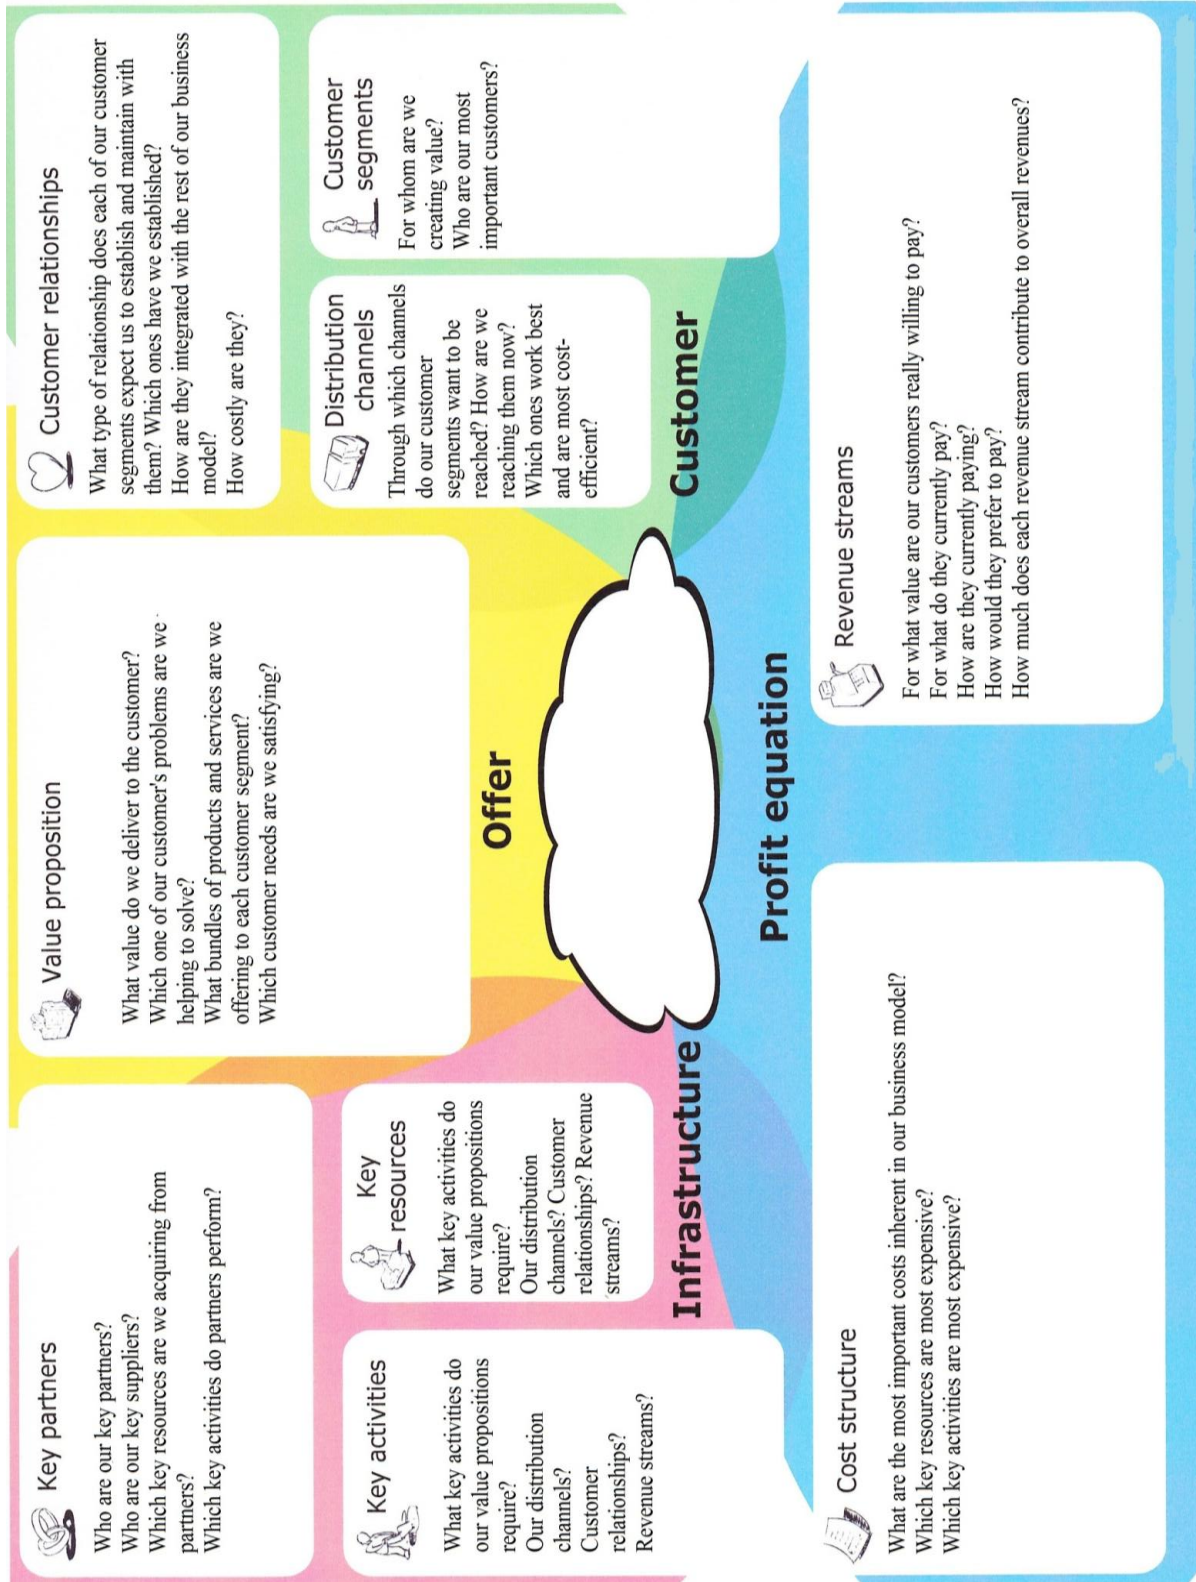 Key partners
Who are our key partners?
Who are our key suppliers?
Which key resources are we acquiring from
partners?
Which key activities do partners perform?
Key activities
What key activities do
our value propositions
require?
Our distribution
channels?
Customer
relationships?
Revenue streams?
Key
resources
What key activities do
our value propositions
require?
Our distribution
channels? Customer
relationships? Revenue
streams?
Infrastructure
Value proposition
What value do we deliver to the customer?
Which one of our customer's problems are we
helping to solve?
What bundles of products and services are we
offering to each customer segment?
Which customer needs are we satisfying?
Offer
Customer relationships
What type of relationship does each of our customer
segments expect us to establish and maintain with
them? Which ones have we established?
How are they integrated with the rest of our business
model?
How costly are they?
Distribution
channels
Through which channels
do our customer
segments want to be
reached? How are we
reaching them now?
Which ones work best
and are most cost-
efficient?
Customer
segments
For whom are we
creating value?
Who are our most
important customers?
Customer
Profit equation
Cost structure
What are the most important costs inherent in our business model?
Which key resources are most expensive?
Which key activities are most expensive?
Revenue streams
For what value are our customers really willing to pay?
For what do they currently pay?
How are they currently paying?
How would they prefer to pay?
How much does each revenue stream contribute to overall revenues?